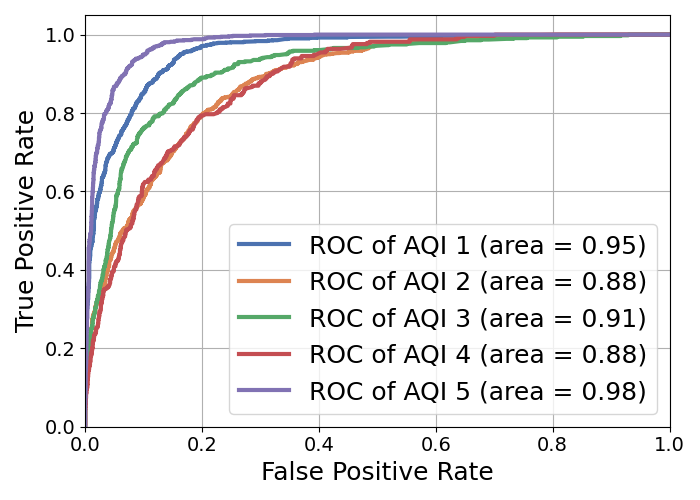 True Positive Rate
1.0
0.8
0.6
0.4
0.2
0.0
ROC of AQI 1 (area = 0.95)
ROC of AQI 2 (area = 0.88)
ROC of AQI 3 (area = 0.91)
ROC of AQI 4 (area = 0.88)
ROC of AQI 5 (area = 0.98)
0.0 0.2 0.4 0.6 0.8 1.0
False Positive Rate